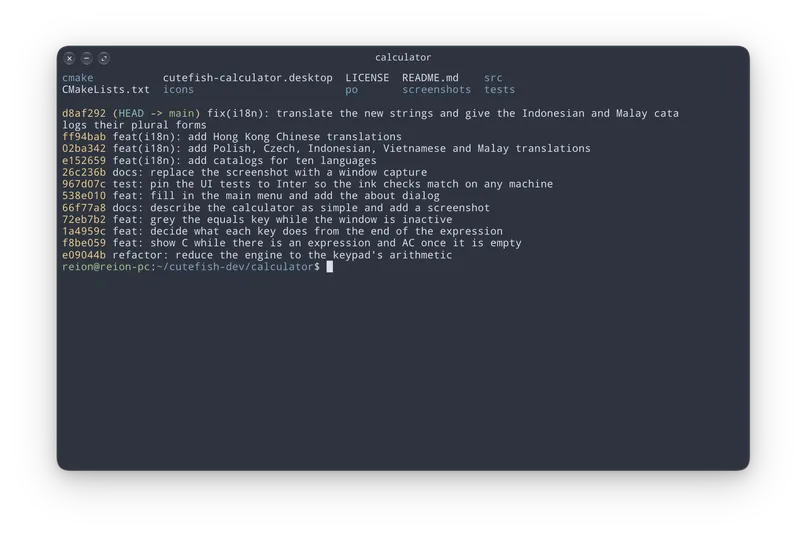 calculator
cmake cutefish-calculator.desktop LICENSE README.md src
CMakeLists.txt icons po screenshots tests
d8af292 (HEAD -> main) fix(i18n): translate the new strings and give the Indonesian and Malay cata
logs their plural forms
ff94bab feat(i18n): add Hong Kong Chinese translations
02ba342 feat(i18n): add Polish, Czech, Indonesian, Vietnamese and Malay translations
e152659 feat(i18n): add catalogs for ten languages
26c236b docs: replace the screenshot with a window capture
967d07c test: pin the UI tests to Inter so the ink checks match on any machine
538e010 feat: fill in the main menu and add the about dialog
66f77a8 docs: describe the calculator as simple and add a screenshot
72eb7b2 feat: grey the equals key while the window is inactive
1a4959c feat: decide what each key does from the end of the expression
f8be059 feat: show C while there is an expression and AC once it is empty
e09044b refactor: reduce the engine to the keypad's arithmetic
reion@reion-pc:~/cutefish-dev/calculator$